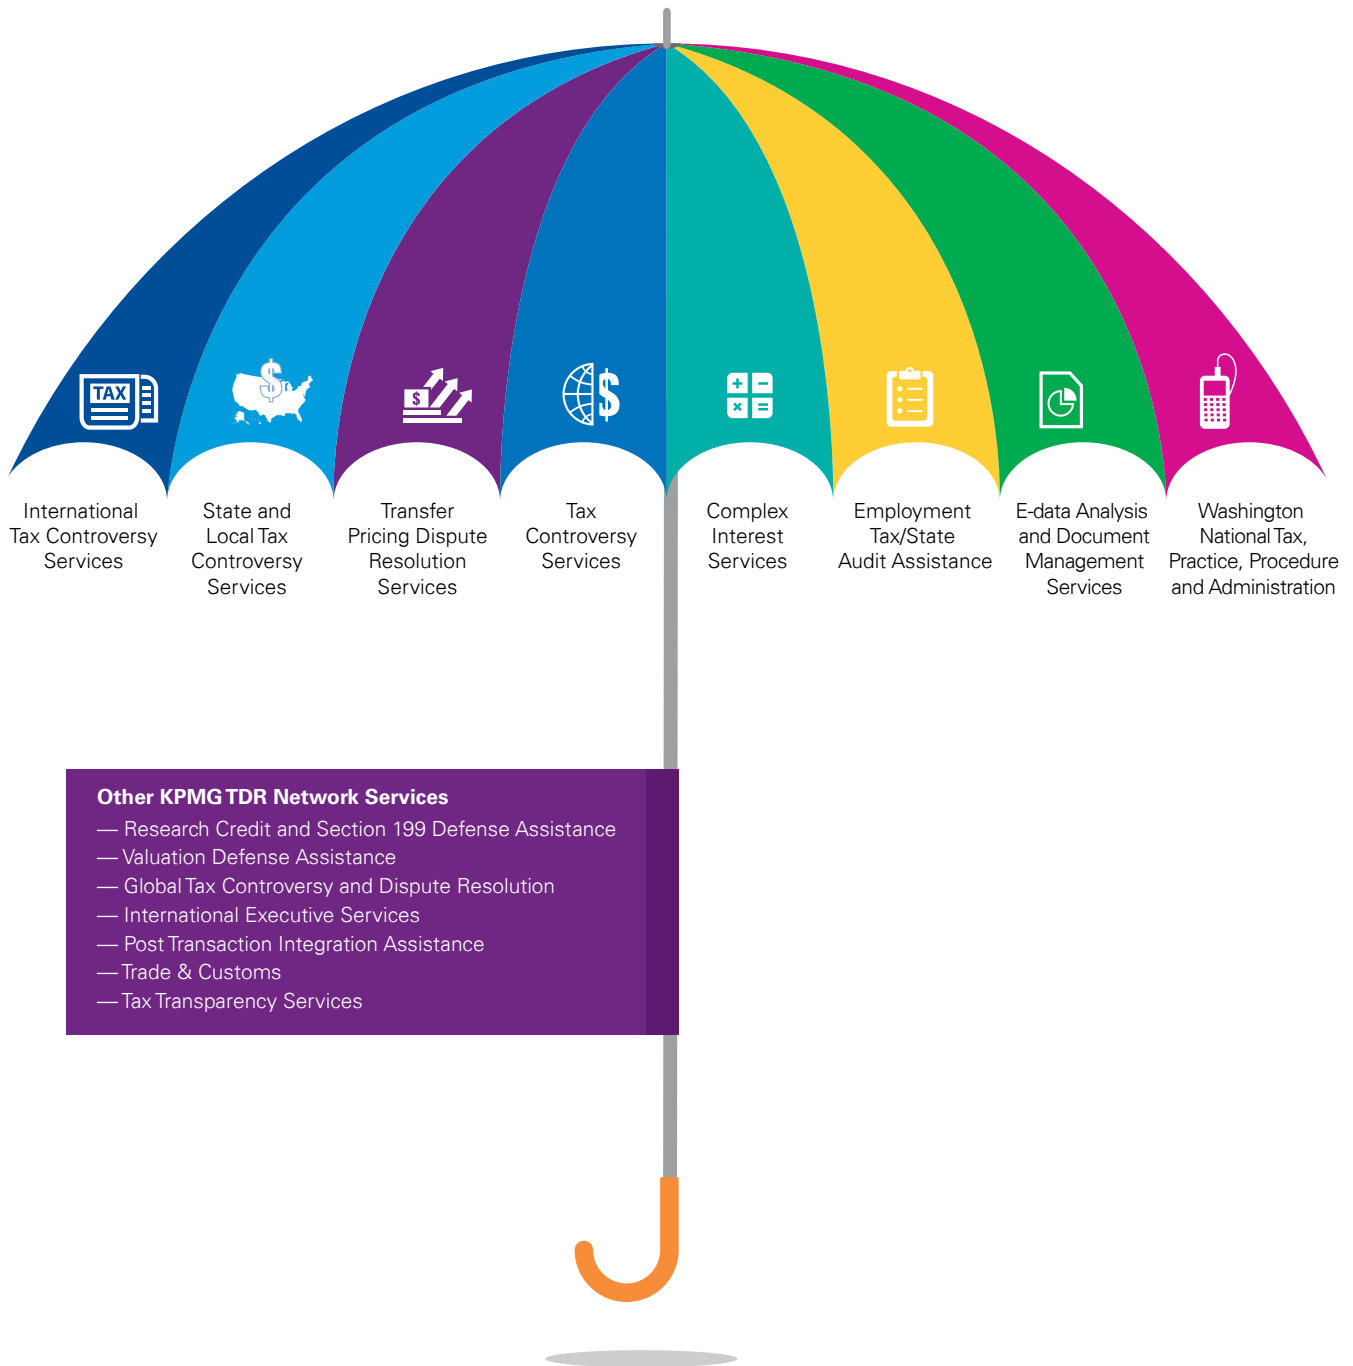 TAX
$
$
$
International
Tax Controversy
Services
State and
Local Tax
Controversy
Services
Transfer
Pricing Dispute
Resolution
Services
Tax
Controversy
Services
Complex
Interest
Services
Employment
Tax/State
Audit Assistance
E-data Analysis
and Document
Management
Services
Washington
National Tax,
Practice, Procedure
and Administration
Other KPMG TDR Network Services
— Research Credit and Section 199 Defense Assistance
— Valuation Defense Assistance
— Global Tax Controversy and Dispute Resolution
— International Executive Services
— Post Transaction Integration Assistance
— Trade & Customs
— Tax Transparency Services